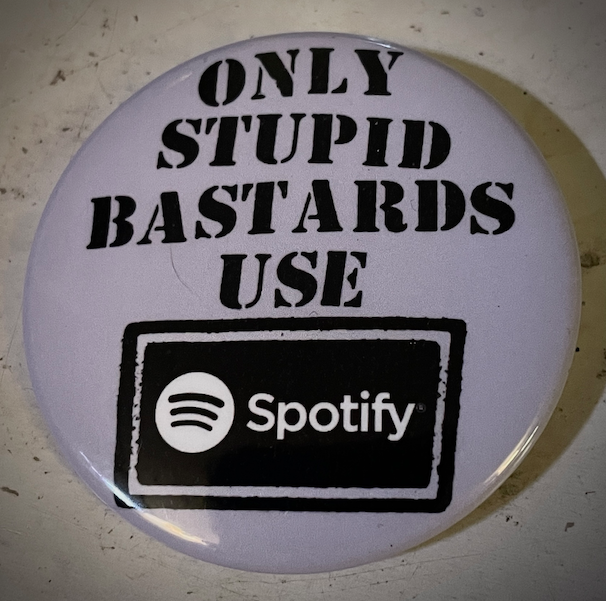 ONLY
STUPID
BASTARDS
USE
Spotify®